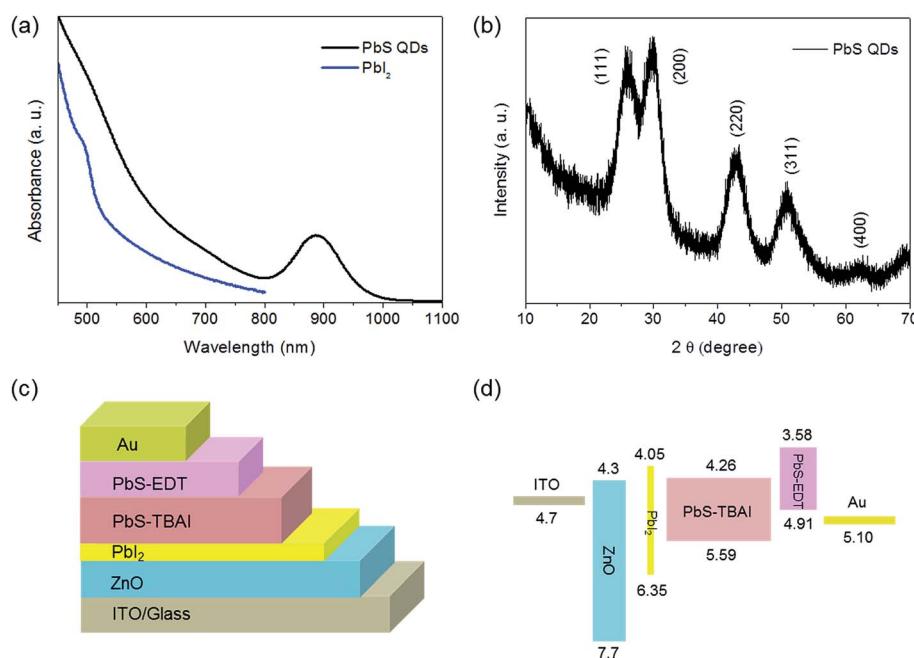 (a)
PbS QDs
PbI₂
Absorbance (a. u.)
500 600 700 800 900 1000 1100
Wavelength (nm)
(b)
PbS QDs
(111)
(200)
(220)
(311)
(400)
Intensity (a. u.)
10 20 30 40 50 60 70
2 θ (degree)
(c)
Au
PbS-EDT
PbS-TBAI
PbI₂
ZnO
ITO/Glass
(d)
ITO
4.7
4.3
ZnO
7.7
4.05
PbI₂
6.35
4.26
PbS-TBAI
5.59
3.58
PbS-EDT
4.91
Au
5.10